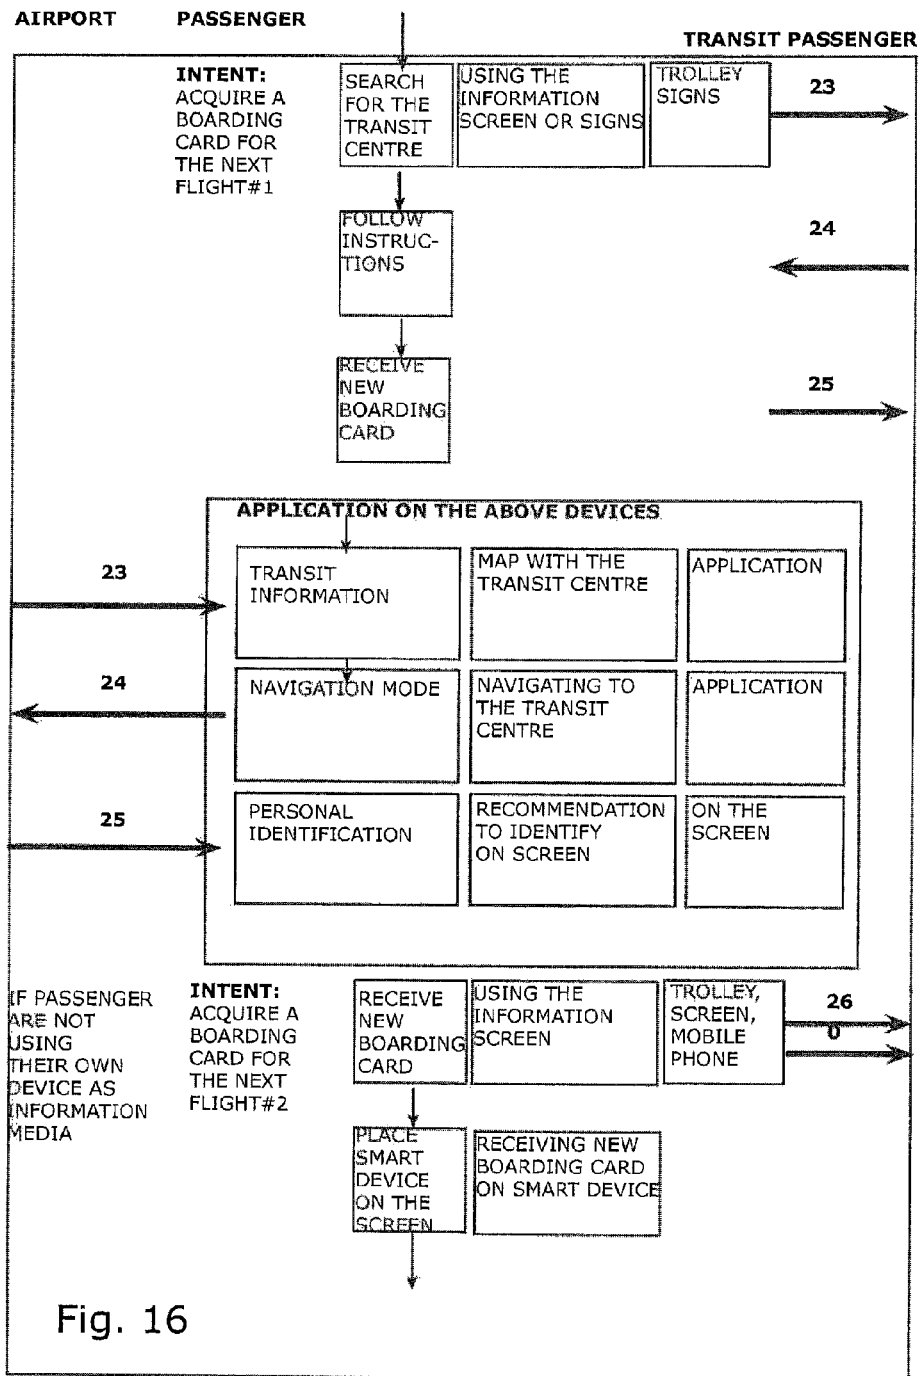 AIRPORT
PASSENGER
TRANSIT PASSENGER
INTENT:
ACQUIRE A
BOARDING
CARD FOR
THE NEXT
FLIGHT#1
SEARCH
FOR THE
TRANSIT
CENTRE
USING THE
INFORMATION
SCREEN OR SIGNS
TROLLEY
SIGNS
23
FOLLOW
INSTRUC-
TIONS
24
RECEIVE
NEW
BOARDING
CARD
25
APPLICATION ON THE ABOVE DEVICES
23
TRANSIT
INFORMATION
MAP WITH THE
TRANSIT CENTRE
APPLICATION
24
NAVIGATION MODE
NAVIGATING TO
THE TRANSIT
CENTRE
APPLICATION
25
PERSONAL
IDENTIFICATION
RECOMMENDATION
TO IDENTIFY
ON SCREEN
ON THE
SCREEN
IF PASSENGER
ARE NOT
USING
THEIR OWN
DEVICE AS
INFORMATION
MEDIA
INTENT:
ACQUIRE A
BOARDING
CARD FOR
THE NEXT
FLIGHT#2
RECEIVE
NEW
BOARDING
CARD
USING THE
INFORMATION
SCREEN
TROLLEY,
SCREEN,
MOBILE
PHONE
26
0
PLACE
SMART
DEVICE
ON THE
SCREEN
RECEIVING NEW
BOARDING CARD
ON SMART DEVICE
Fig. 16